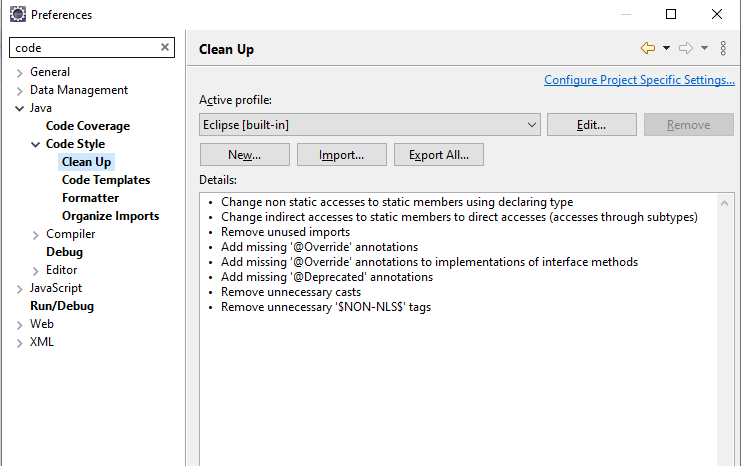 Preferences
code
Clean Up
Configure Project Specific Settings...
General
Data Management
Java
Code Coverage
Code Style
Clean Up
Code Templates
Formatter
Organize Imports
Compiler
Debug
Editor
JavaScript
Run/Debug
Web
XML
Active profile:
Eclipse [built-in]
Edit...
Remove
New...
Import...
Export All...
Details:
• Change non static accesses to static members using declaring type
• Change indirect accesses to static members to direct accesses (accesses through subtypes)
• Remove unused imports
• Add missing '@Override' annotations
• Add missing '@Override' annotations to implementations of interface methods
• Add missing '@Deprecated' annotations
• Remove unnecessary casts
• Remove unnecessary '$NON-NLS$' tags